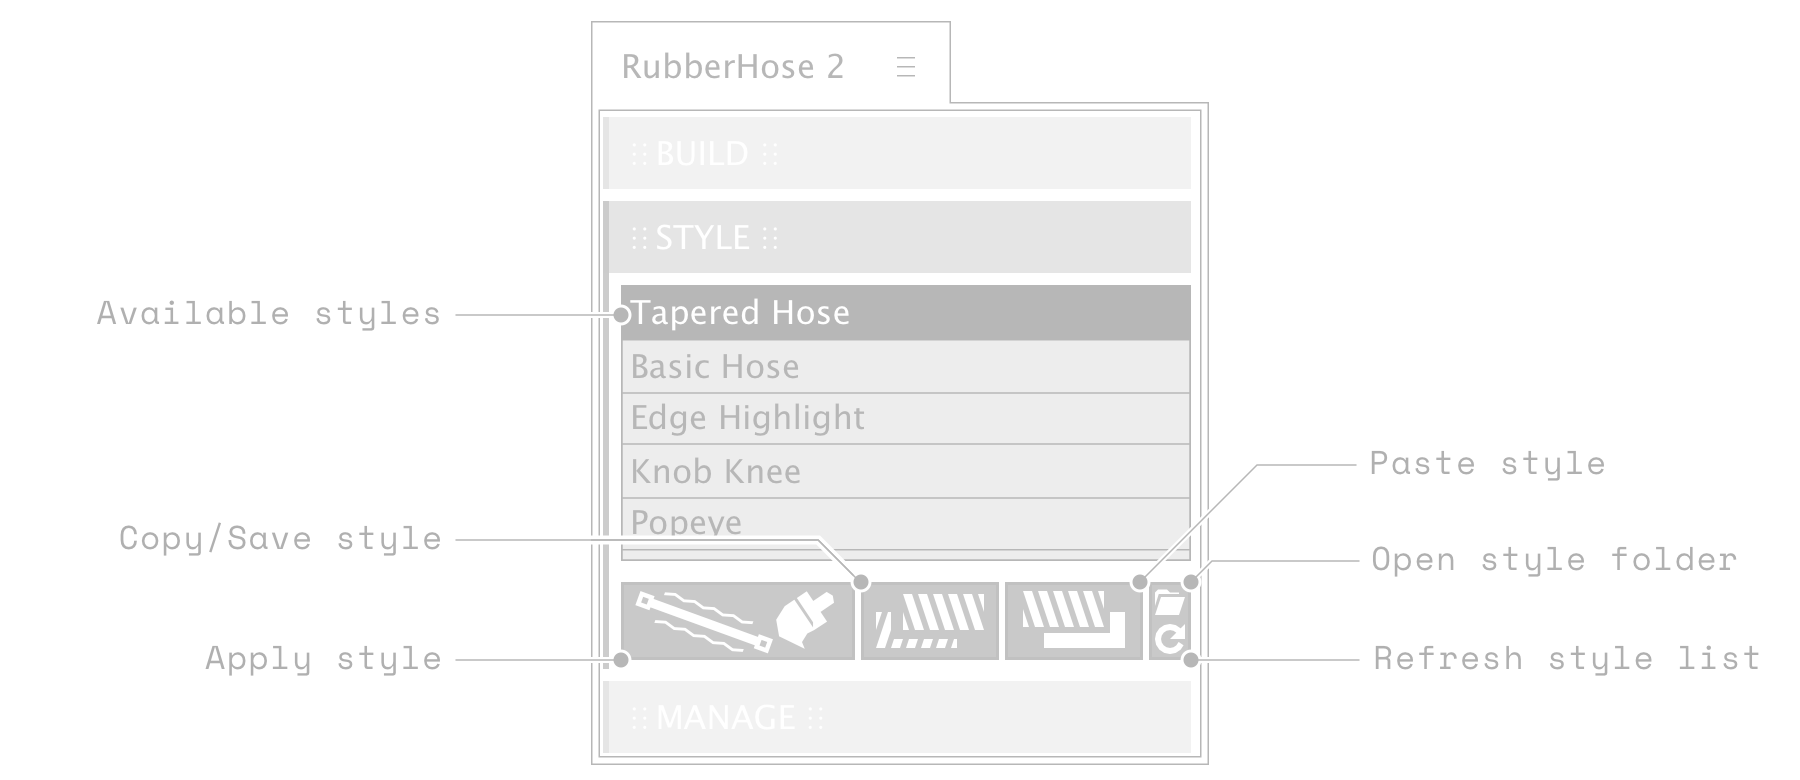 RubberHose 2
BUILD
STYLE
Available styles
Tapered Hose
Basic Hose
Edge Highlight
Knob Knee
Popeye
Paste style
Copy/Save style
Open style folder
Apply style
Refresh style list
MANAGE